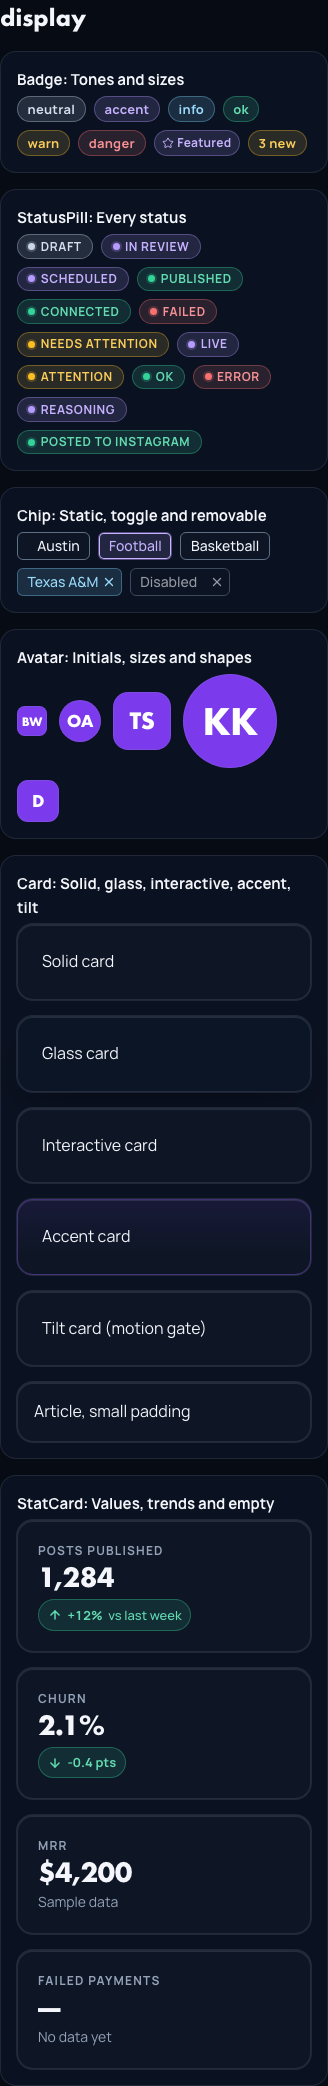 display
Badge: Tones and sizes
neutral accent info ok
warn danger Featured 3 new
StatusPill: Every status
DRAFT IN REVIEW
SCHEDULED PUBLISHED
CONNECTED FAILED
NEEDS ATTENTION LIVE
ATTENTION OK ERROR
REASONING
POSTED TO INSTAGRAM
Chip: Static, toggle and removable
Austin Football Basketball
Texas A&M Disabled
Avatar: Initials, sizes and shapes
BW OA TS KK
D
Card: Solid, glass, interactive, accent,
tilt
Solid card
Glass card
Interactive card
Accent card
Tilt card (motion gate)
Article, small padding
StatCard: Values, trends and empty
POSTS PUBLISHED
1,284
+12% vs last week
CHURN
2.1%
-0.4 pts
MRR
$4,200
Sample data
FAILED PAYMENTS
—
No data yet